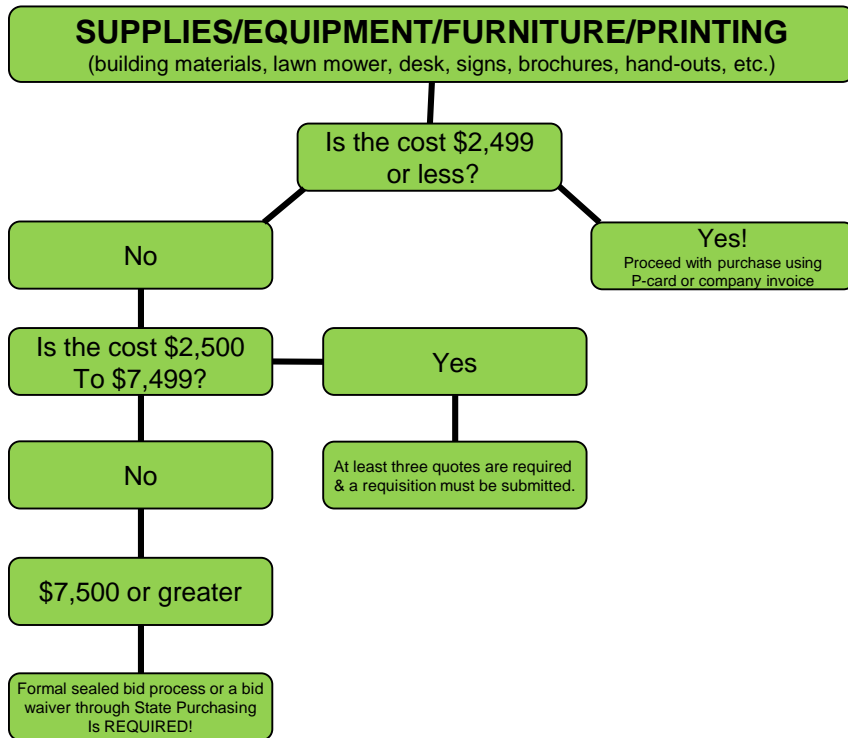 SUPPLIES/EQUIPMENT/FURNITURE/PRINTING
(building materials, lawn mower, desk, signs, brochures, hand-outs, etc.)
Is the cost $2,499
or less?
No
Yes!
Proceed with purchase using
P-card or company invoice
Is the cost $2,500
To $7,499?
Yes
No
At least three quotes are required
& a requisition must be submitted.
$7,500 or greater
Formal sealed bid process or a bid
waiver through State Purchasing
Is REQUIRED!